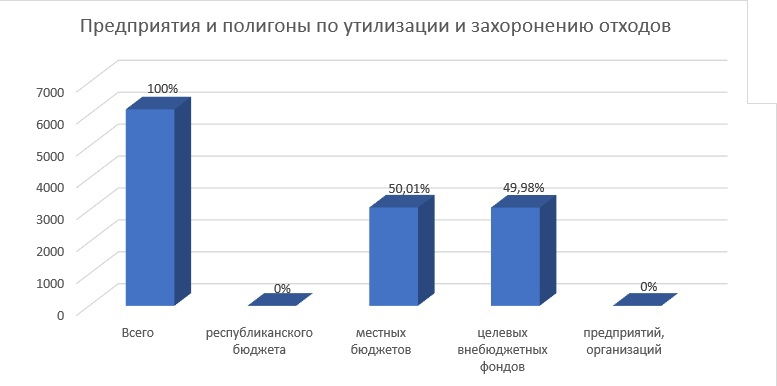 Предприятия и полигоны по утилизации и захоронению отходов
7000
6000
5000
4000
3000
2000
1000
0
100%
0%
50,01%
49,98%
0%
Всего
республиканского
бюджета
местных
бюджетов
целевых
внебюджетных
фондов
предприятий,
организаций